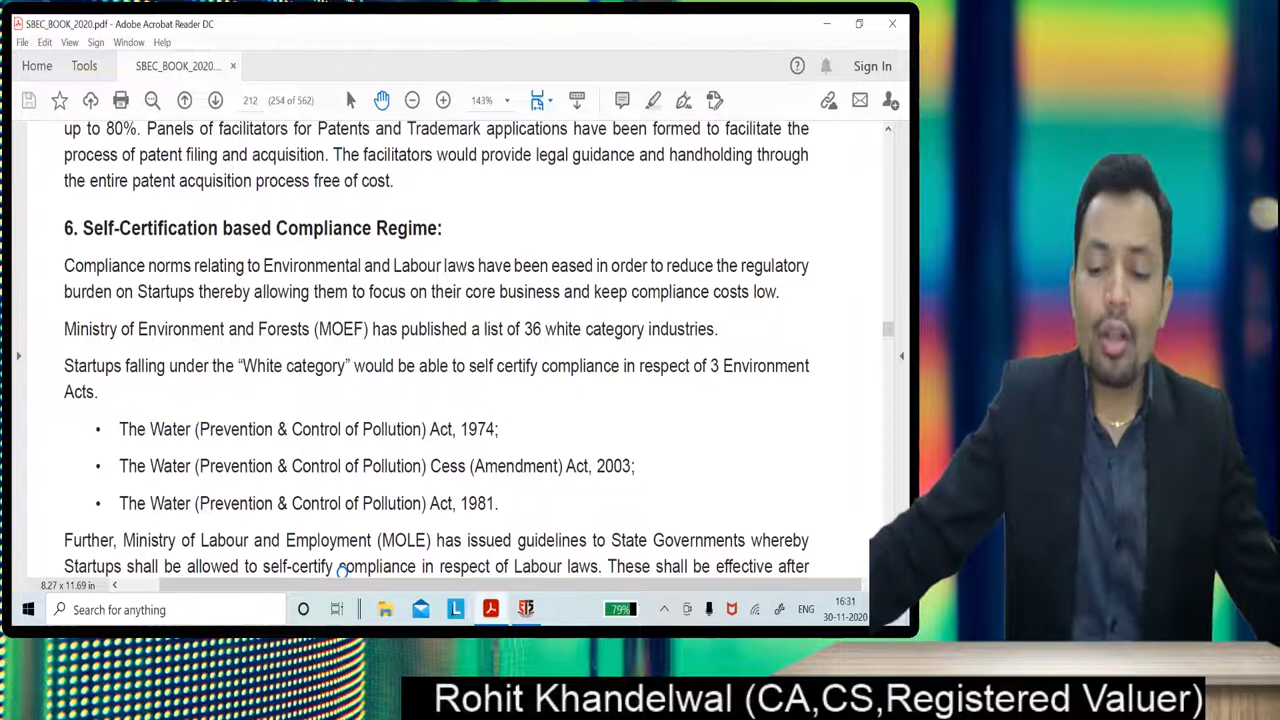 SBEC_BOOK_2020.pdf - Adobe Acrobat Reader DC
File Edit View Sign Window Help
Home Tools SBEC_BOOK_2020.... × Sign In
212 (254 of 562) 143%
up to 80%. Panels of facilitators for Patents and Trademark applications have been formed to facilitate the
process of patent filing and acquisition. The facilitators would provide legal guidance and handholding through
the entire patent acquisition process free of cost.
6. Self-Certification based Compliance Regime:
Compliance norms relating to Environmental and Labour laws have been eased in order to reduce the regulatory
burden on Startups thereby allowing them to focus on their core business and keep compliance costs low.
Ministry of Environment and Forests (MOEF) has published a list of 36 white category industries.
Startups falling under the “White category” would be able to self certify compliance in respect of 3 Environment
Acts.
• The Water (Prevention & Control of Pollution) Act, 1974;
• The Water (Prevention & Control of Pollution) Cess (Amendment) Act, 2003;
• The Water (Prevention & Control of Pollution) Act, 1981.
Further, Ministry of Labour and Employment (MOLE) has issued guidelines to State Governments whereby
Startups shall be allowed to self-certify compliance in respect of Labour laws. These shall be effective after
8.27 x 11.69 in
Search for anything 79% ENG 16:31
30-11-2020
Rohit Khandelwal (CA,CS,Registered Valuer)